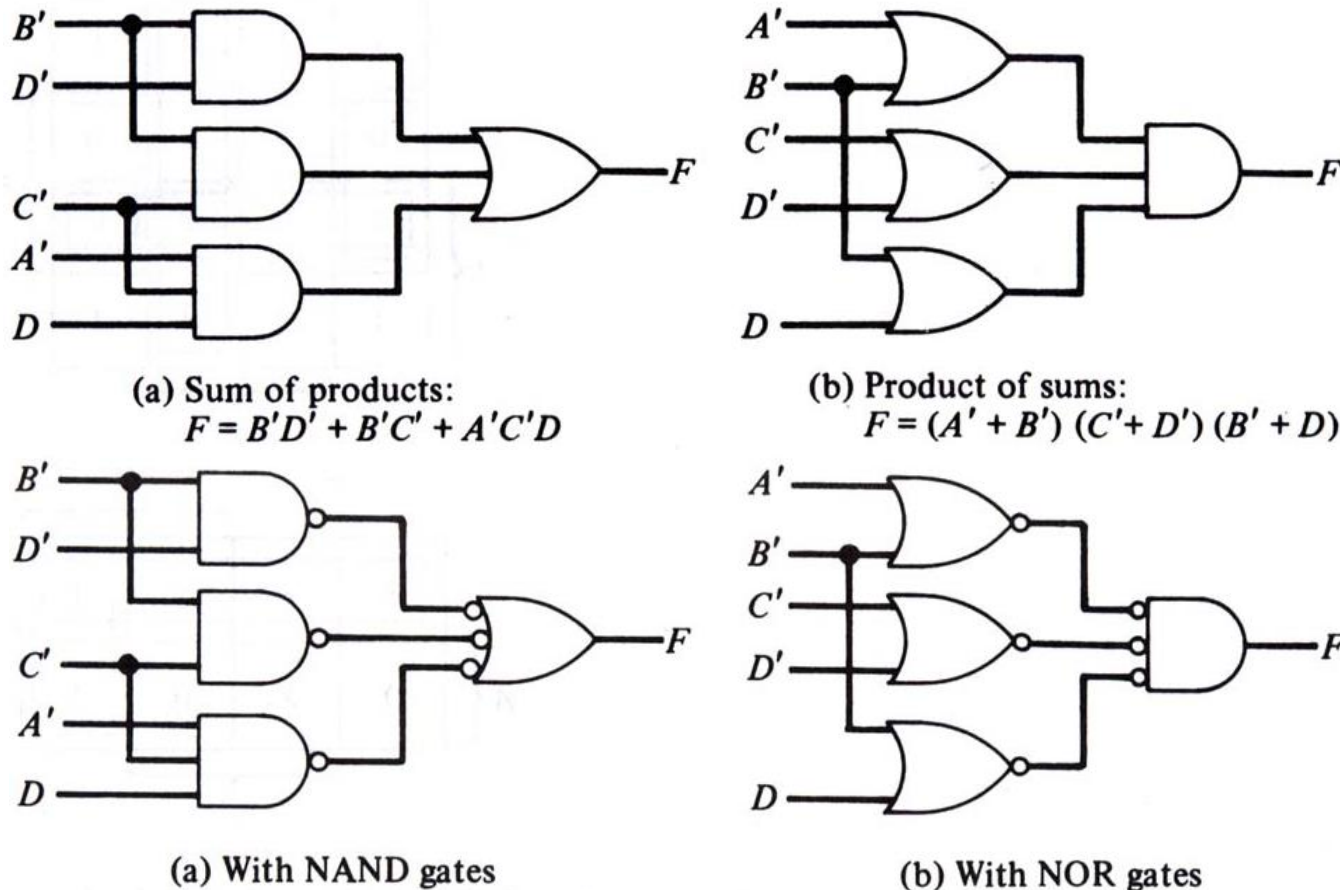 B'
D'
C'
A'
D
F
(a) Sum of products:
F = B'D' + B'C' + A'C'D
A'
B'
C'
D'
D
F
(b) Product of sums:
F = (A' + B') (C' + D') (B' + D)
B'
D'
C'
A'
D
F
(a) With NAND gates
A'
B'
C'
D'
D
F
(b) With NOR gates